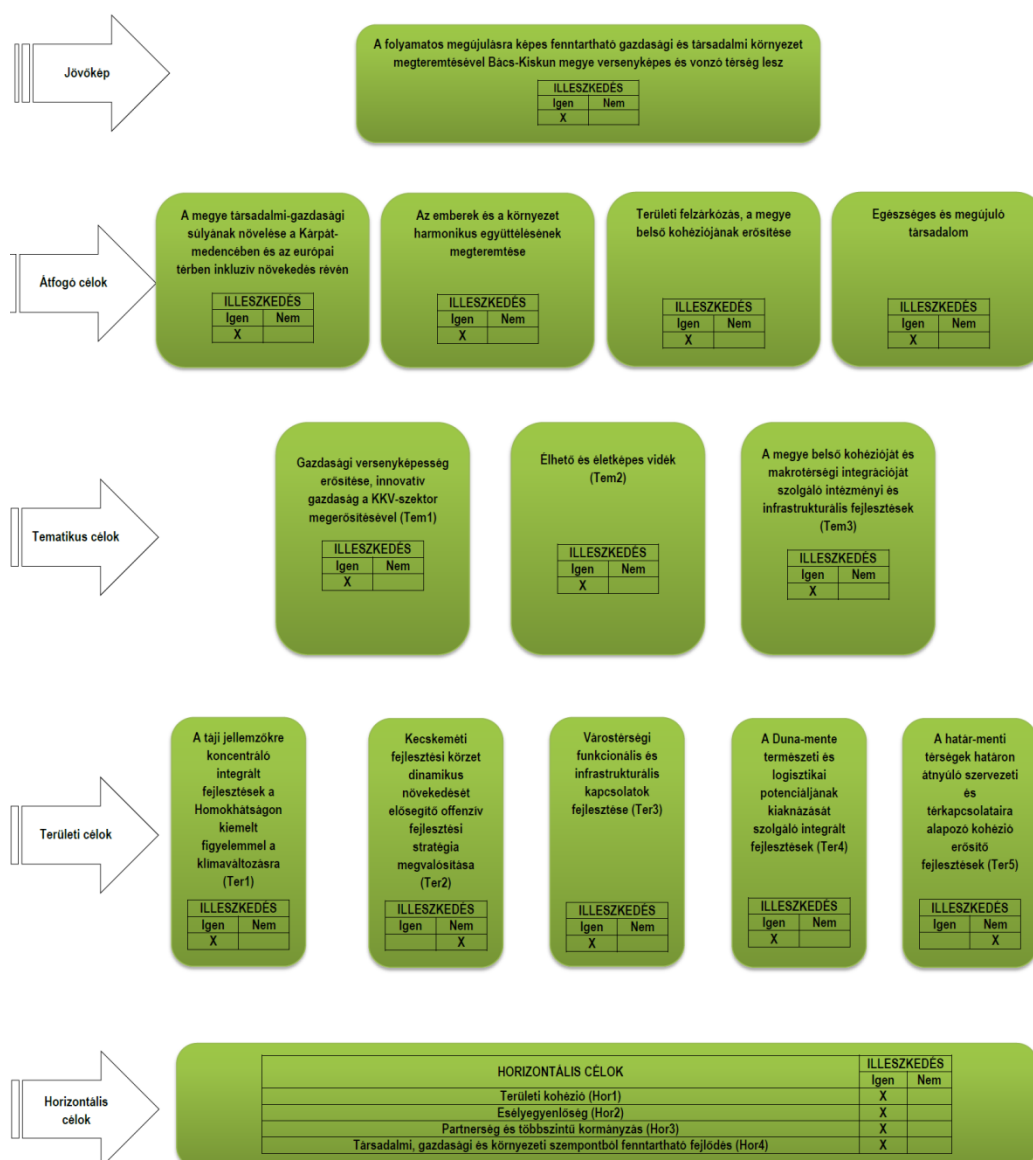 Jövőkép
A folyamatos megújulásra képes fenntartható gazdasági és társadalmi környezet
megteremtésével Bács-Kiskun megye versenyképes és vonzó térség lesz
ILLESZKEDÉS
Igen Nem
X
Átfogó célok
A megye társadalmi-gazdasági
súlyának növelése a Kárpát-
medencében és az európai
térben inkluzív növekedés révén
ILLESZKEDÉS
Igen Nem
X
Az emberek és a környezet
harmonikus együttélésének
megteremtése
ILLESZKEDÉS
Igen Nem
X
Területi felzárkózás, a megye
belső kohéziójának erősítése
ILLESZKEDÉS
Igen Nem
X
Egészséges és megújuló
társadalom
ILLESZKEDÉS
Igen Nem
X
Tematikus célok
Gazdasági versenyképesség
erősítése, innovatív
gazdaság a KKV-szektor
megerősítésével (Tem1)
ILLESZKEDÉS
Igen Nem
X
Élhető és életképes vidék
(Tem2)
ILLESZKEDÉS
Igen Nem
X
A megye belső kohézióját és
makrotérségi integrációját
szolgáló intézményi és
infrastrukturális fejlesztések
(Tem3)
ILLESZKEDÉS
Igen Nem
X
Területi célok
A táji jellemzőkre
koncentráló
integrált
fejlesztések a
Homokhátságon
kiemelt
figyelemmel a
klímaváltozásra
(Ter1)
ILLESZKEDÉS
Igen Nem
X
Kecskeméti
fejlesztési körzet
dinamikus
növekedését
elősegítő offenzív
fejlesztési
stratégia
megvalósítása
(Ter2)
ILLESZKEDÉS
Igen Nem
X
Várostérségi
funkcionális és
infrastrukturális
kapcsolatok
fejlesztése (Ter3)
ILLESZKEDÉS
Igen Nem
X
A Duna-mente
természeti és
logisztikai
potenciáljának
kiaknázását
szolgáló integrált
fejlesztések (Ter4)
ILLESZKEDÉS
Igen Nem
X
A határ-menti
térségek határon
átnyúló szervezeti
és
térkapcsolataira
alapozó kohézió
erősítő
fejlesztések (Ter5)
ILLESZKEDÉS
Igen Nem
X
Horizontális
célok
HORIZONTÁLIS CÉLOK ILLESZKEDÉS
Igen Nem
Területi kohézió (Hor1) X
Esélyegyenlőség (Hor2) X
Partnerség és többszintű kormányzás (Hor3) X
Társadalmi, gazdasági és környezeti szempontból fenntartható fejlődés (Hor4) X